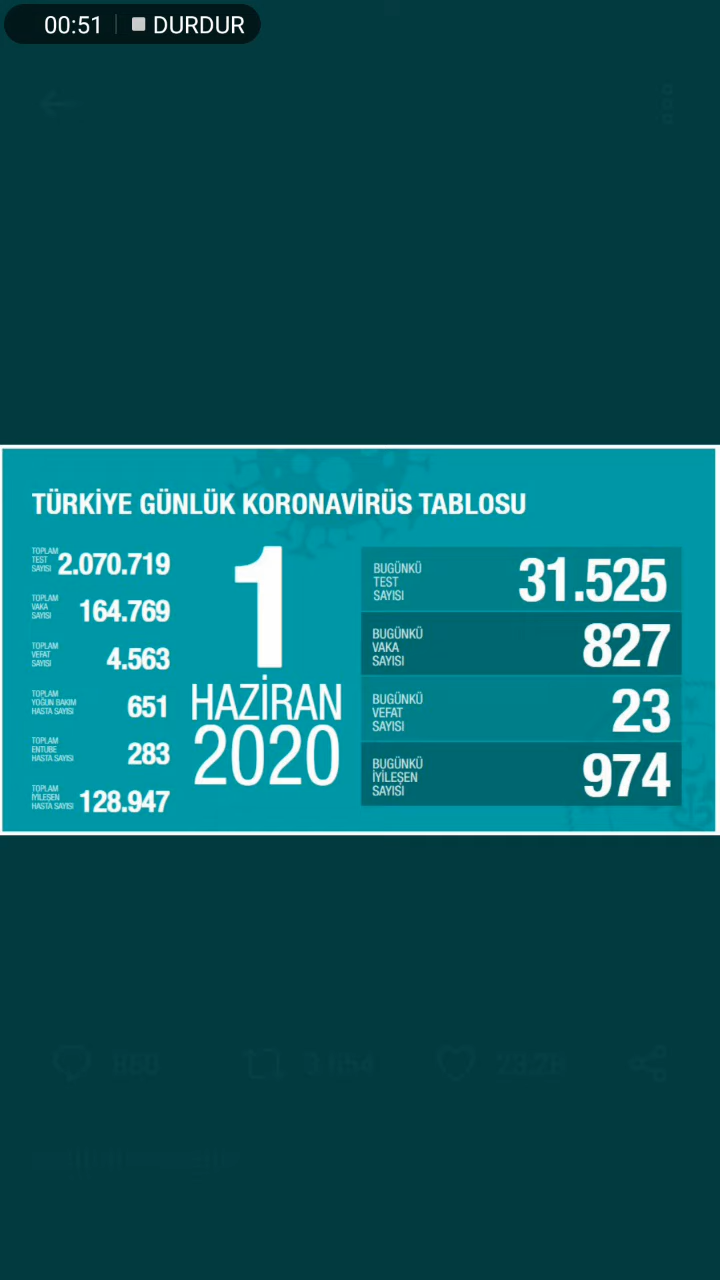 00:51 DURDUR
TÜRKİYE GÜNLÜK KORONAVİRÜS TABLOSU
TOPLAM
TEST
SAYISI
2.070.719
TOPLAM
VAKA
SAYISI
164.769
TOPLAM
VEFAT
SAYISI
4.563
TOPLAM
YOĞUN BAKIM
HASTA SAYISI
651
TOPLAM
ENTUBE
HASTA SAYISI
283
TOPLAM
İYİLEŞEN
HASTA SAYISI
128.947
1
HAZİRAN
2020
BUGÜNKÜ
TEST
SAYISI
31.525
BUGÜNKÜ
VAKA
SAYISI
827
BUGÜNKÜ
VEFAT
SAYISI
23
BUGÜNKÜ
İYİLEŞEN
SAYISI
974